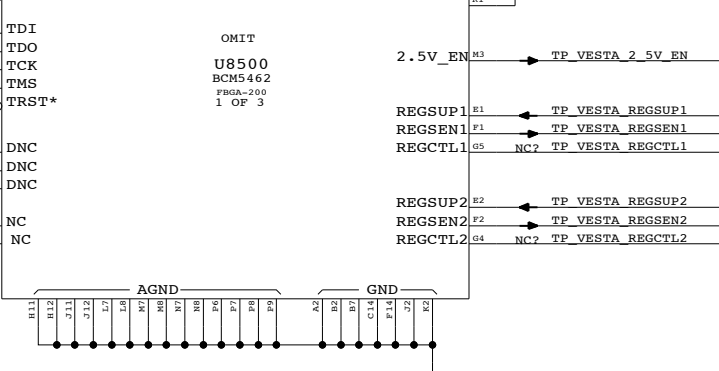 TDI
TDO
TCK
TMS
TRST*
DNC
DNC
DNC
NC
NC
OMIT
U8500
BCM5462
FBGA-200
1 OF 3
2.5V_EN M3 TP_VESTA_2_5V_EN
REGSUP1 E1 TP_VESTA_REGSUP1
REGSEN1 F1 TP_VESTA_REGSEN1
REGCTL1 G5 NC? TP_VESTA_REGCTL1
REGSUP2 E2 TP_VESTA_REGSUP2
REGSEN2 F2 TP_VESTA_REGSEN2
REGCTL2 G4 NC? TP_VESTA_REGCTL2
AGND GND
H11 H12 J11 J12 L7 L8 M7 M8 N7 N8 P6 P7 P8 P9 A2 B2 B7 C14 F14 J2 K2